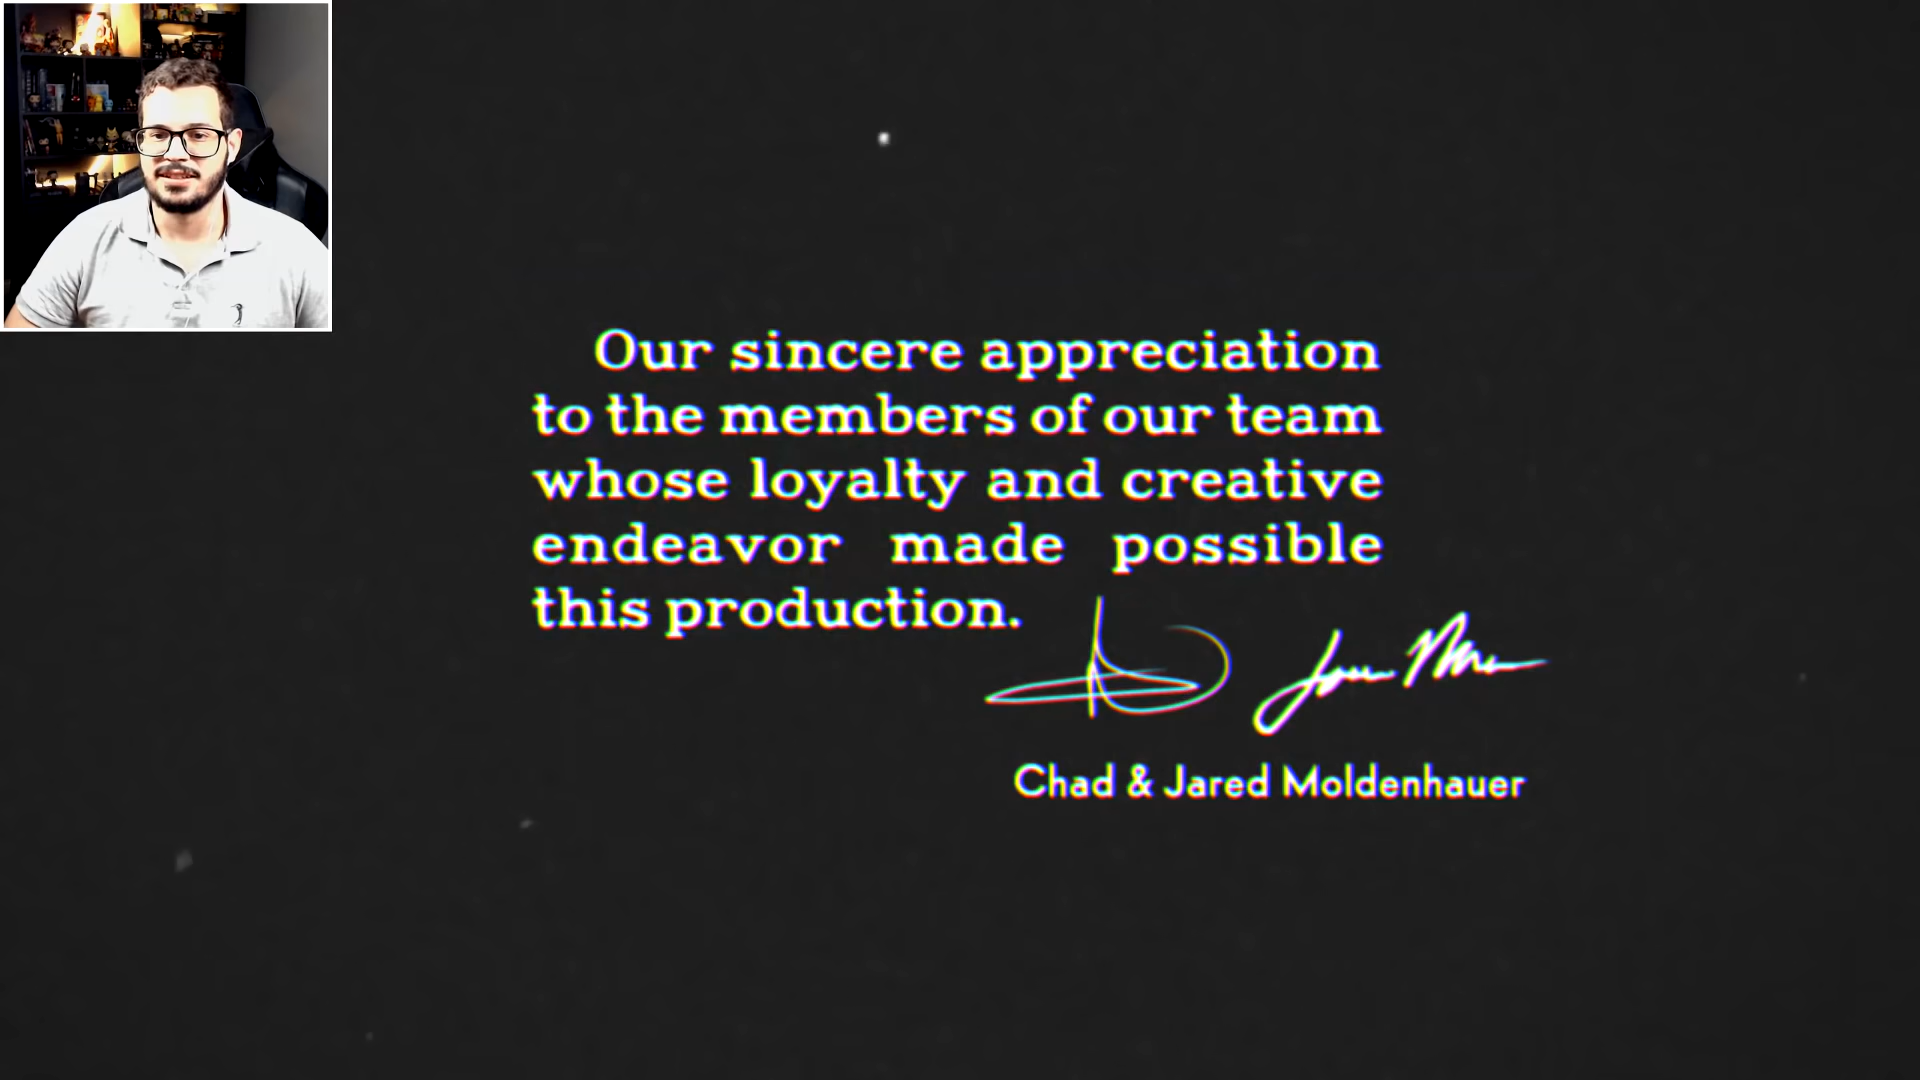 Our sincere appreciation
to the members of our team
whose loyalty and creative
endeavor made possible
this production.
Chad & Jared Moldenhauer